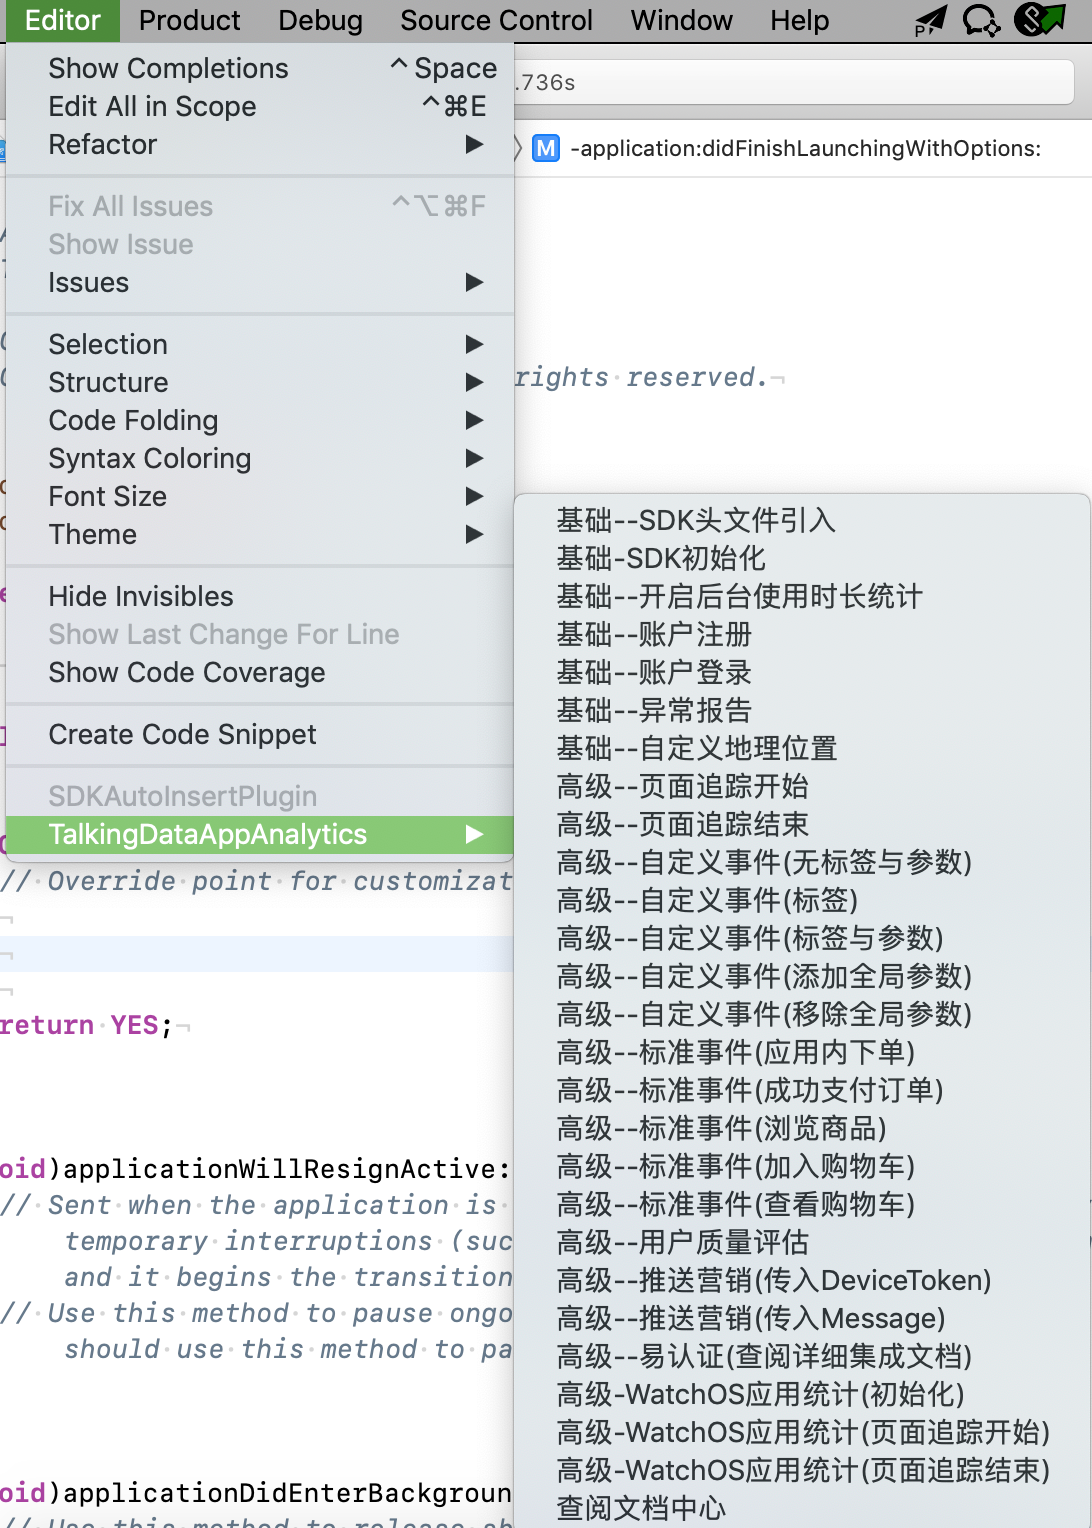 Editor Product Debug Source Control Window Help
Show Completions ^ Space
.736s
Edit All in Scope ^⌘E
Refactor ▶
M -application:didFinishLaunchingWithOptions:
Fix All Issues ^⌥⌘F
Show Issue
Issues ▶
Selection ▶
Structure ▶
rights·reserved.¬
Code Folding ▶
Syntax Coloring ▶
Font Size ▶
Theme ▶
Hide Invisibles
Show Last Change For Line
Show Code Coverage
Create Code Snippet
SDKAutoInsertPlugin
TalkingDataAppAnalytics ▶
基础--SDK头文件引入
基础-SDK初始化
基础--开启后台使用时长统计
基础--账户注册
基础--账户登录
基础--异常报告
基础--自定义地理位置
高级--页面追踪开始
高级--页面追踪结束
高级--自定义事件(无标签与参数)
高级--自定义事件(标签)
高级--自定义事件(标签与参数)
高级--自定义事件(添加全局参数)
高级--自定义事件(移除全局参数)
高级--标准事件(应用内下单)
高级--标准事件(成功支付订单)
高级--标准事件(浏览商品)
高级--标准事件(加入购物车)
高级--标准事件(查看购物车)
高级--用户质量评估
高级--推送营销(传入DeviceToken)
高级--推送营销(传入Message)
高级--易认证(查阅详细集成文档)
高级-WatchOS应用统计(初始化)
高级-WatchOS应用统计(页面追踪开始)
高级-WatchOS应用统计(页面追踪结束)
查阅文档中心
//·Override·point·for·customizat
¬
¬
¬
return·YES;¬
oid)applicationWillResignActive:
//·Sent·when·the·application·is·
temporary·interruptions·(suc
and·it·begins·the·transition
//·Use·this·method·to·pause·ongo
should·use·this·method·to·pa
oid)applicationDidEnterBackgroun